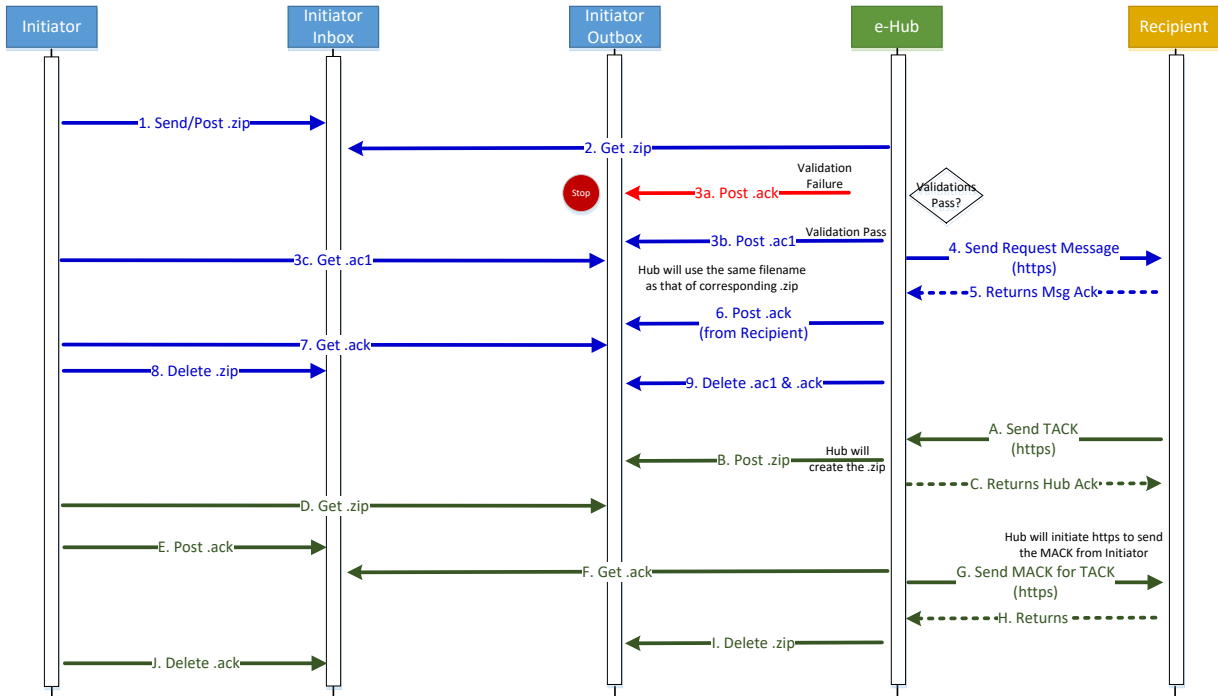 Initiator
Initiator
Inbox
Initiator
Outbox
e-Hub
Recipient
1. Send/Post .zip
2. Get .zip
Validation
Failure
Stop
3a. Post .ack
Validations
Pass?
3b. Post .ac1
Validation Pass
3c. Get .ac1
4. Send Request Message
(https)
Hub will use the same filename
as that of corresponding .zip
5. Returns Msg Ack
6. Post .ack
(from Recipient)
7. Get .ack
8. Delete .zip
9. Delete .ac1 & .ack
A. Send TACK
(https)
B. Post .zip
Hub will
create the .zip
C. Returns Hub Ack
D. Get .zip
E. Post .ack
Hub will initiate https to send
the MACK from Initiator
F. Get .ack
G. Send MACK for TACK
(https)
H. Returns
I. Delete .zip
J. Delete .ack